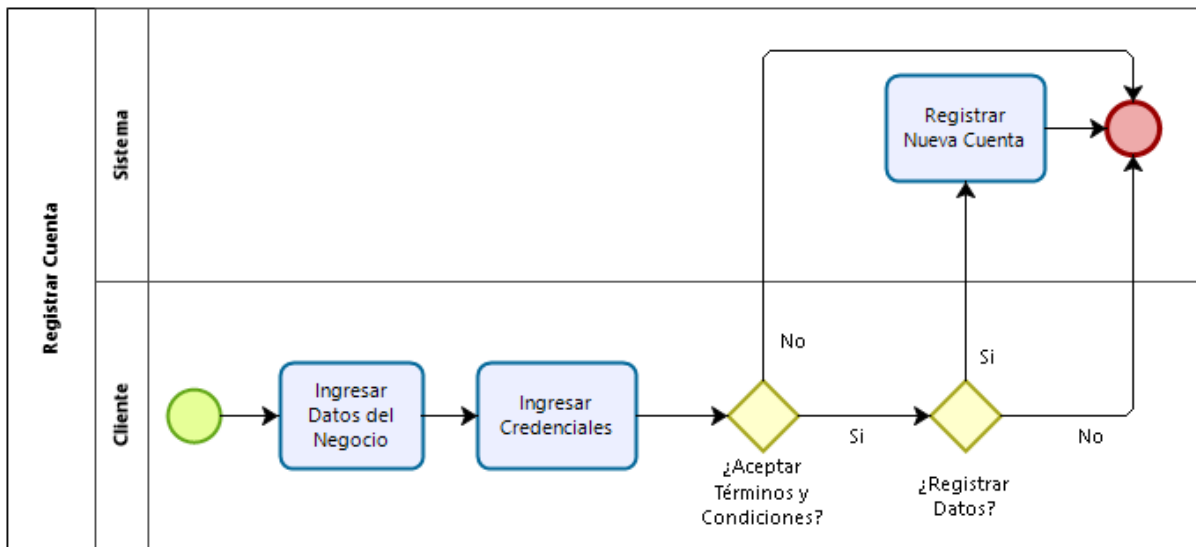 Registrar Cuenta
Sistema
Registrar
Nueva Cuenta
Cliente
Ingresar
Datos del
Negocio
Ingresar
Credenciales
No
Si
¿Aceptar
Términos y
Condiciones?
Si
¿Registrar
Datos?
No